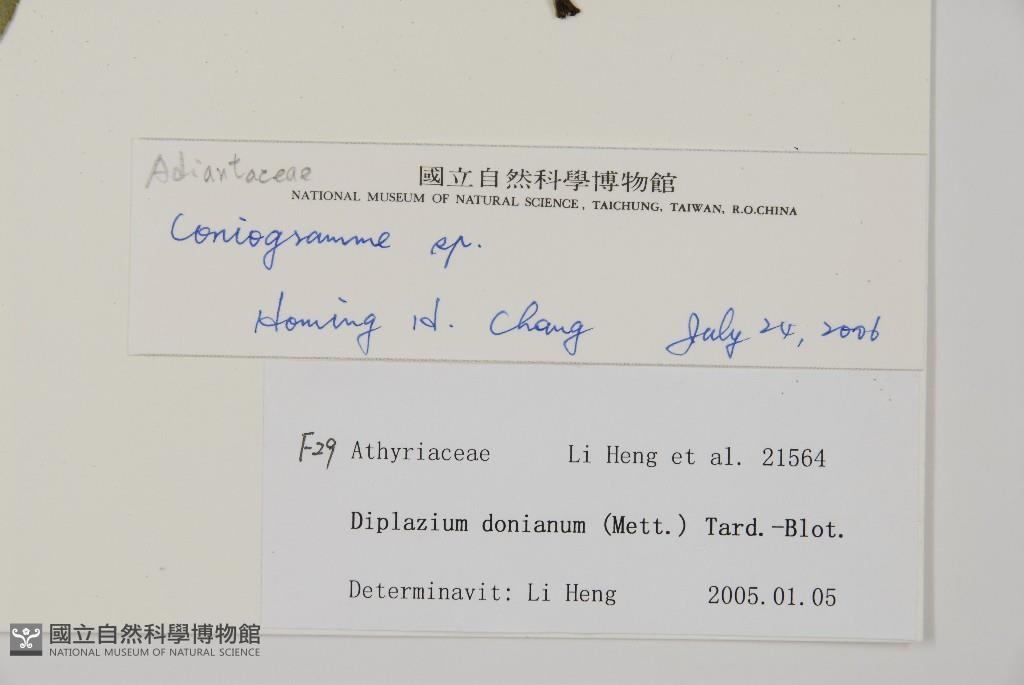 Adiantaceae
國立自然科學博物館
NATIONAL MUSEUM OF NATURAL SCIENCE, TAICHUNG, TAIWAN, R.O.CHINA
Coniogramme sp.
Homing H. Chang July 24, 2006
F-29 Athyriaceae Li Heng et al. 21564
Diplazium donianum (Mett.) Tard.-Blot.
Determinavit: Li Heng 2005.01.05
國立自然科學博物館
NATIONAL MUSEUM OF NATURAL SCIENCE